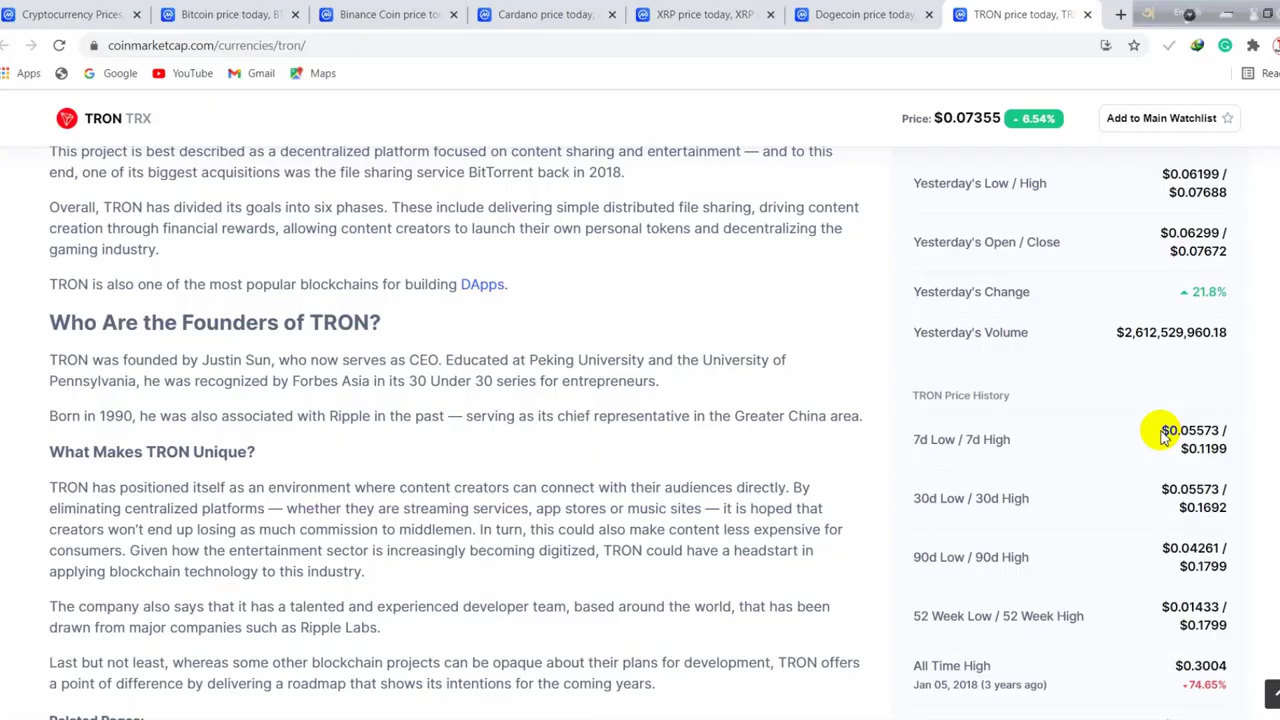 Cryptocurrency Prices
Bitcoin price today, B
Binance Coin price to
Cardano price today,
XRP price today, XRP
Dogecoin price today,
TRON price today, TR
coinmarketcap.com/currencies/tron/
Apps
Google
YouTube
Gmail
Maps
Rea
TRON TRX
Price: $0.07355
6.54%
Add to Main Watchlist
This project is best described as a decentralized platform focused on content sharing and entertainment — and to this
end, one of its biggest acquisitions was the file sharing service BitTorrent back in 2018.
Overall, TRON has divided its goals into six phases. These include delivering simple distributed file sharing, driving content
creation through financial rewards, allowing content creators to launch their own personal tokens and decentralizing the
gaming industry.
TRON is also one of the most popular blockchains for building DApps.
Who Are the Founders of TRON?
TRON was founded by Justin Sun, who now serves as CEO. Educated at Peking University and the University of
Pennsylvania, he was recognized by Forbes Asia in its 30 Under 30 series for entrepreneurs.
Born in 1990, he was also associated with Ripple in the past — serving as its chief representative in the Greater China area.
What Makes TRON Unique?
TRON has positioned itself as an environment where content creators can connect with their audiences directly. By
eliminating centralized platforms — whether they are streaming services, app stores or music sites — it is hoped that
creators won't end up losing as much commission to middlemen. In turn, this could also make content less expensive for
consumers. Given how the entertainment sector is increasingly becoming digitized, TRON could have a headstart in
applying blockchain technology to this industry.
The company also says that it has a talented and experienced developer team, based around the world, that has been
drawn from major companies such as Ripple Labs.
Last but not least, whereas some other blockchain projects can be opaque about their plans for development, TRON offers
a point of difference by delivering a roadmap that shows its intentions for the coming years.
Related Pages:
Yesterday's Low / High
$0.06199 /
$0.07688
Yesterday's Open / Close
$0.06299 /
$0.07672
Yesterday's Change
21.8%
Yesterday's Volume
$2,612,529,960.18
TRON Price History
7d Low / 7d High
$0.05573 /
$0.1199
30d Low / 30d High
$0.05573 /
$0.1692
90d Low / 90d High
$0.04261 /
$0.1799
52 Week Low / 52 Week High
$0.01433 /
$0.1799
All Time High
$0.3004
Jan 05, 2018 (3 years ago)
74.65%